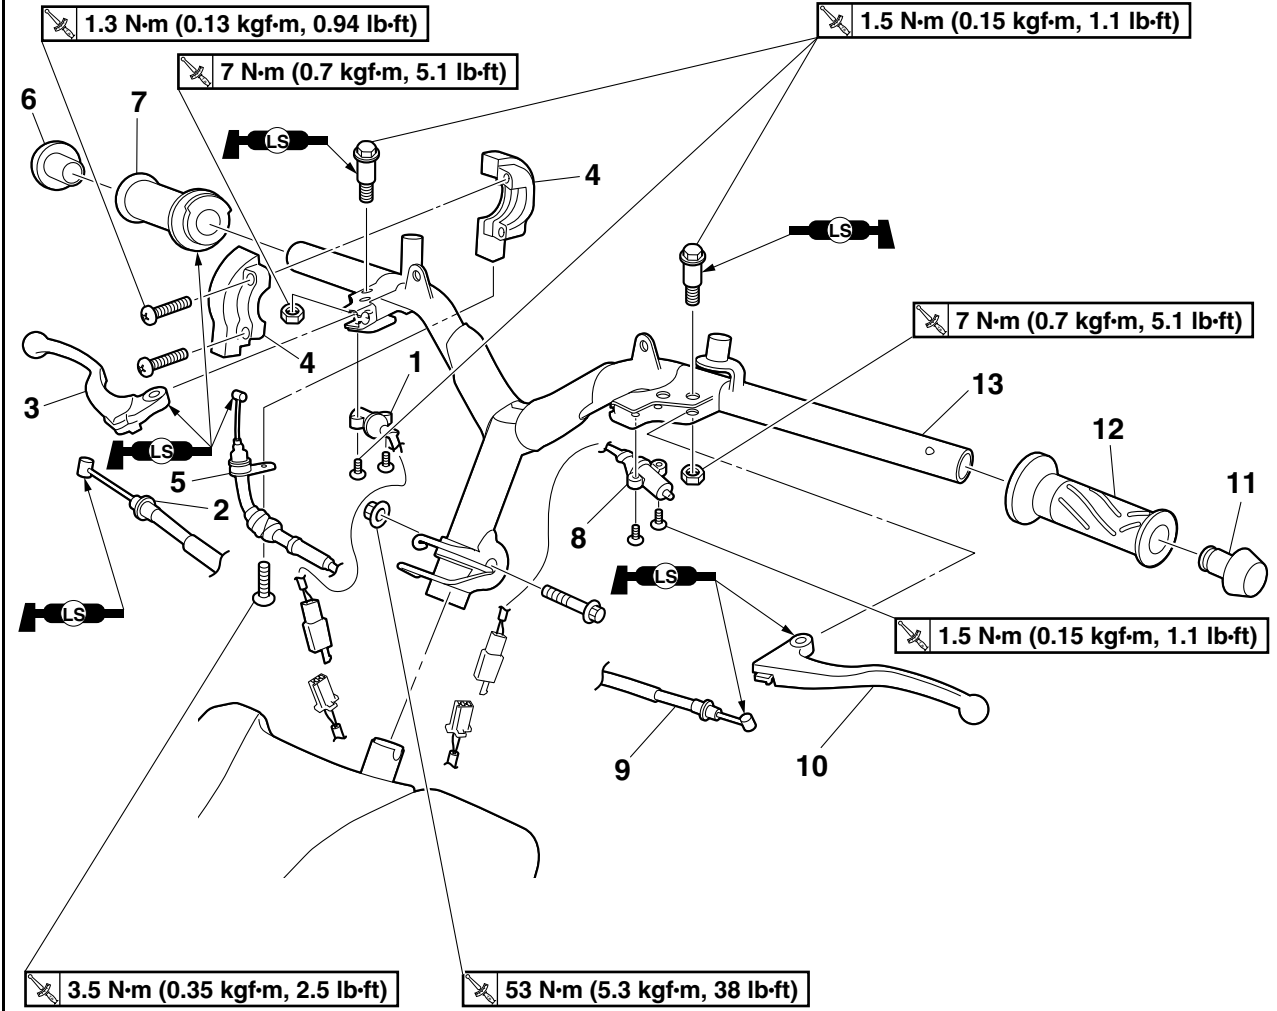 1.3 N•m (0.13 kgf•m, 0.94 lb•ft)
1.5 N•m (0.15 kgf•m, 1.1 lb•ft)
7 N•m (0.7 kgf•m, 5.1 lb•ft)
6
7
LS
4
LS
7 N•m (0.7 kgf•m, 5.1 lb•ft)
4
1
13
3
12
LS
5
11
2
8
LS
LS
1.5 N•m (0.15 kgf•m, 1.1 lb•ft)
9
10
3.5 N•m (0.35 kgf•m, 2.5 lb•ft)
53 N•m (5.3 kgf•m, 38 lb•ft)